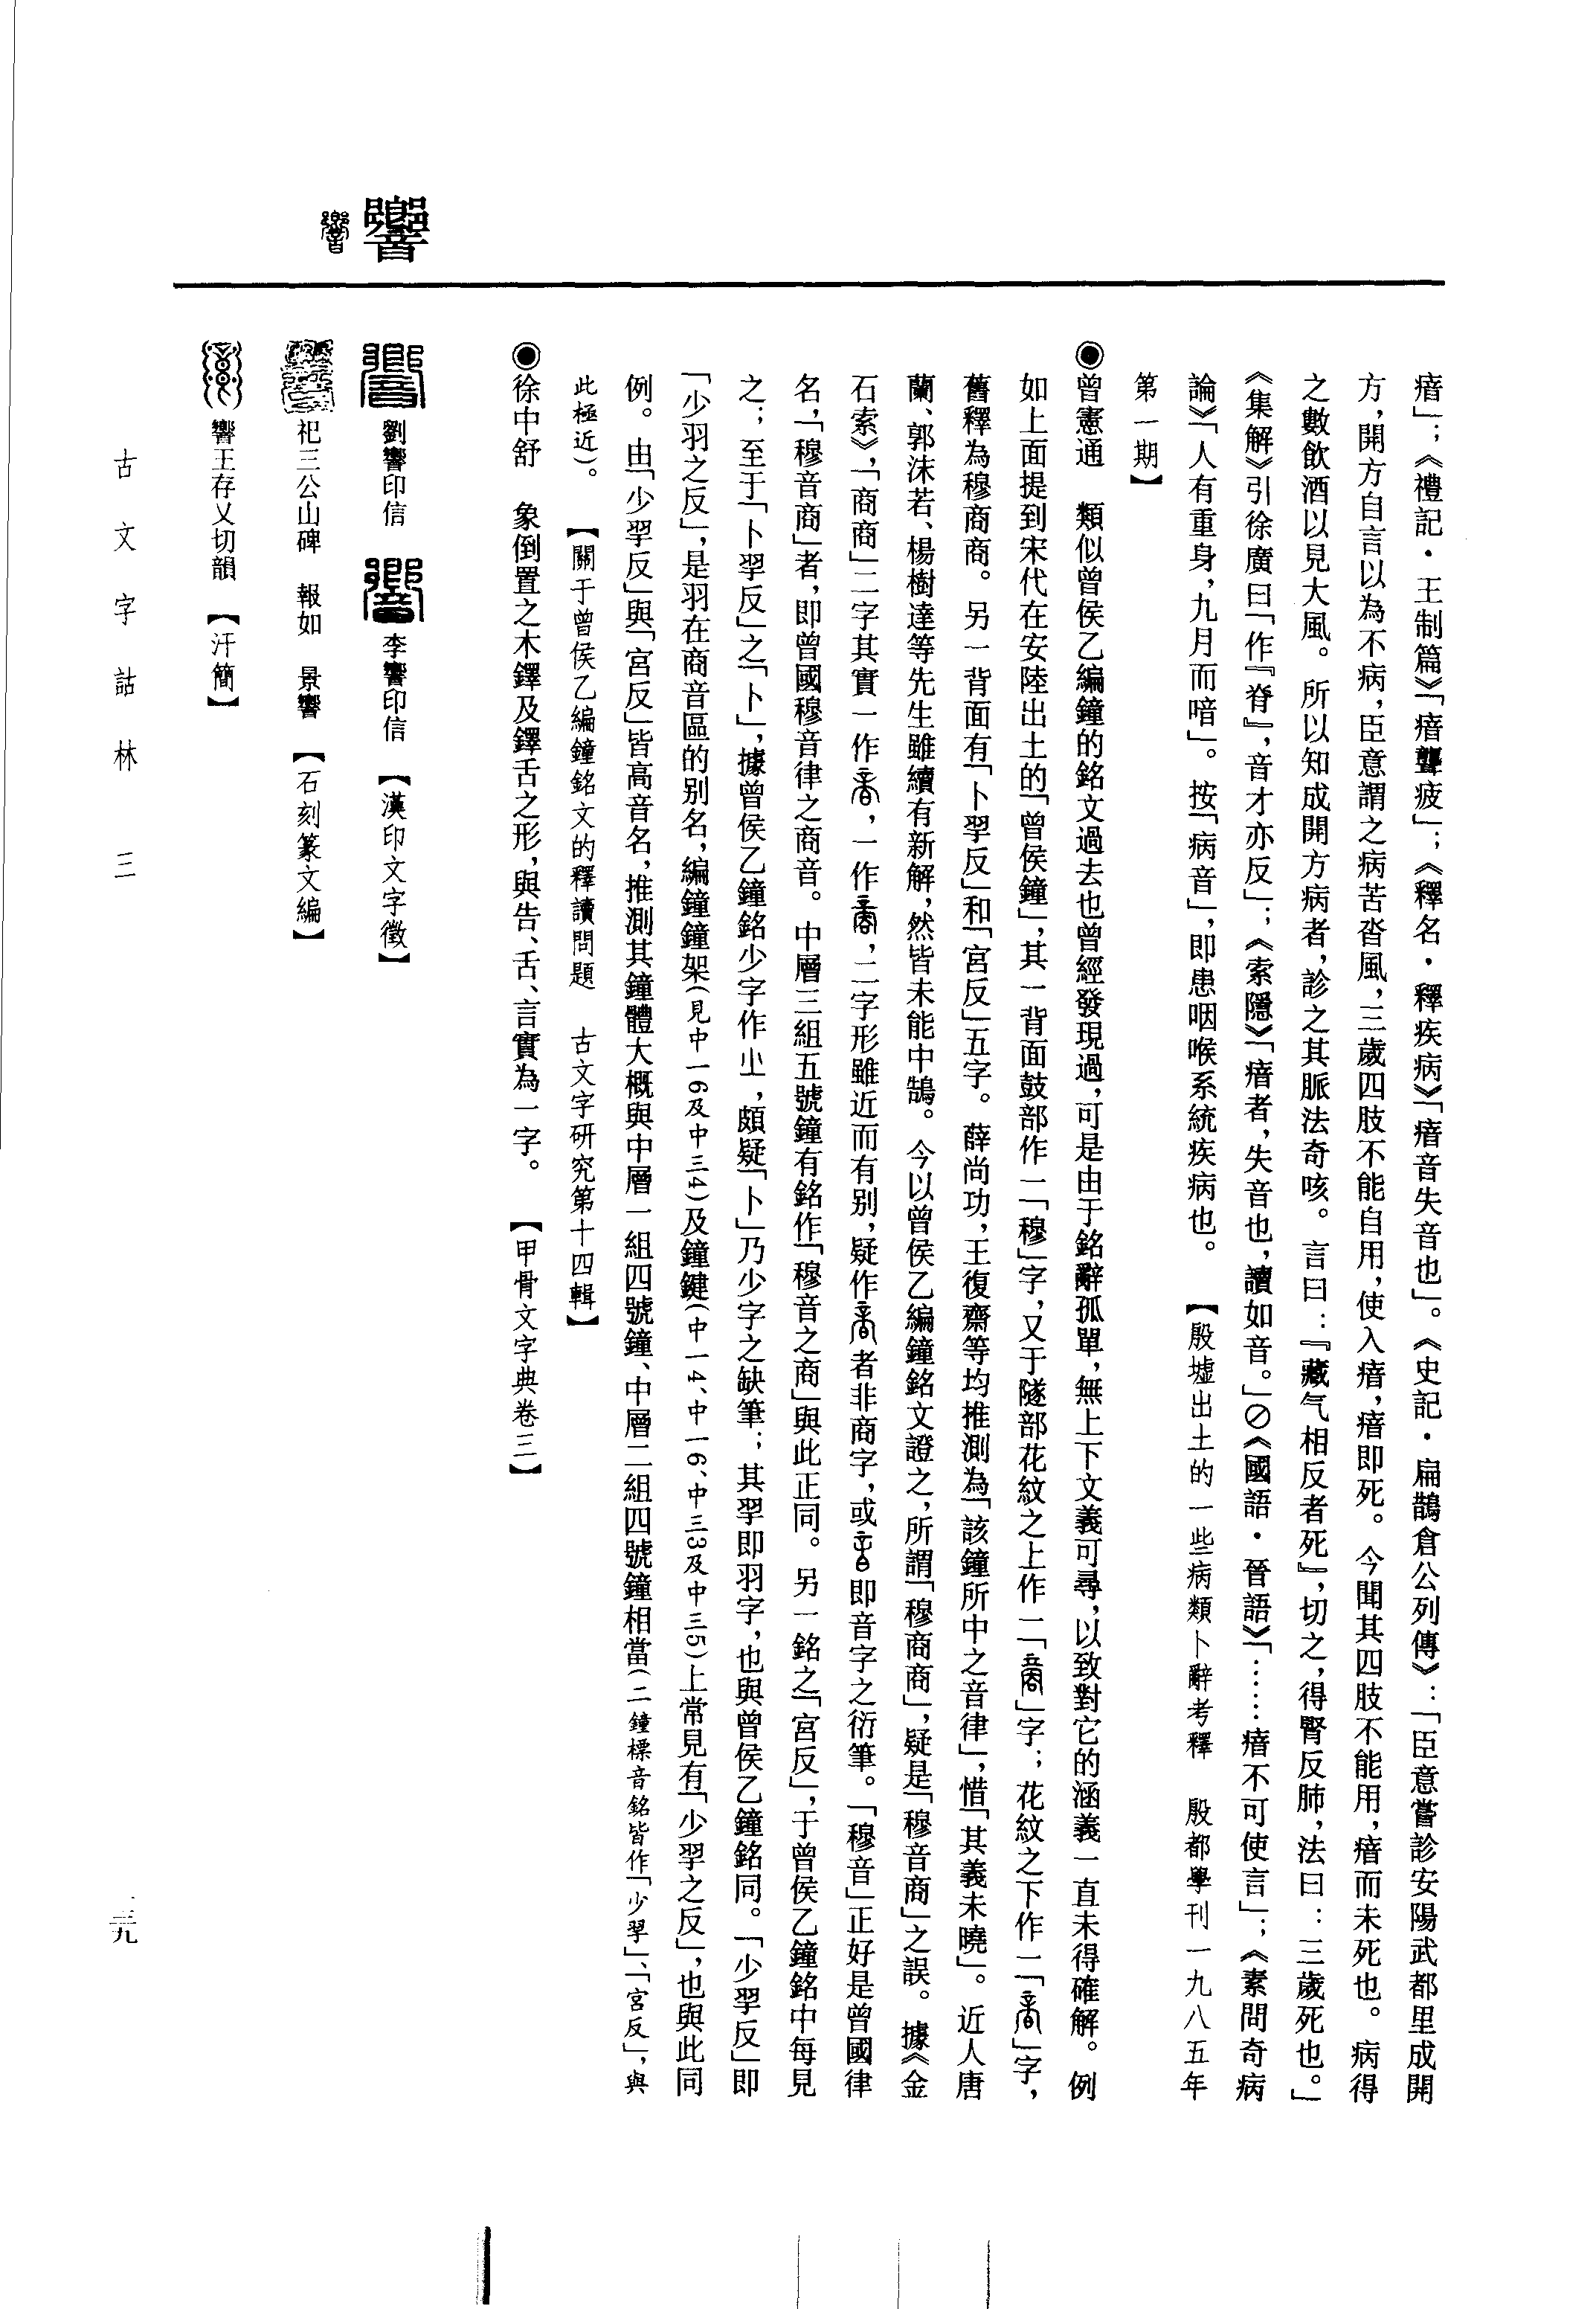 瘖」；《禮記·王制篇》「瘖聾疲」；《釋名·釋疾病》「瘖音失音也」。《史記·扁鵲倉公列傳》：「臣意嘗診安陽武都里成開
方，開方自言以為不病，臣意謂之病苦沓風，三歲四肢不能自用，使入瘖，瘖即死。今聞其四肢不能用，瘖而未死也。病得
之數飲酒以見大風。所以知成開方病者，診之其脈法奇咳。言曰：『藏气相反者死』，切之，得腎反肺，法曰：三歲死也。」
《集解》引徐廣曰「作『脊』，音才亦反」；《索隱》「瘖者，失音也，讀如音。」〇《國語·晉語》「……瘖不可使言」；《素問奇病
論》「人有重身，九月而喑」。按「病音」，即患咽喉系統疾病也。【殷墟出土的一些病類卜辭考釋　殷都學刊一九八五年
第一期】
◉曾憲通　類似曾侯乙編鐘的銘文過去也曾經發現過，可是由于銘辭孤單，無上下文義可尋，以致對它的涵義一直未得確解。例
如上面提到宋代在安陸出土的「曾侯鐘」，其一背面鼓部作一「穆」字，又于隧部花紋之上作一「」字；花紋之下作一「」字，
舊釋為穆商商。另一背面有「卜𦏲反」和「宮反」五字。薛尚功，王復齋等均推測為「該鐘所中之音律」，惜「其義未曉」。近人唐
蘭、郭沫若、楊樹達等先生雖續有新解，然皆未能中鵠。今以曾侯乙編鐘銘文證之，所謂「穆商商」，疑是「穆音商」之誤。據《金
石索》，「商商」二字其實一作，一作，二字形雖近而有别，疑作者非商字，或即音字之衍筆。「穆音」正好是曾國律
名，「穆音商」者，即曾國穆音律之商音。中層三組五號鐘有銘作「穆音之商」與此正同。另一銘之「宮反」，于曾侯乙鐘銘中每見
之；至于「卜𦏲反」之「卜」，據曾侯乙鐘銘少字作，頗疑「卜」乃少字之缺筆；其𦏲即羽字，也與曾侯乙鐘銘同。「少𦏲反」即
「少羽之反」，是羽在商音區的别名，編鐘鐘架(見中一6及中三4)及鐘鍵(中一4、中一6、中三3及中三5)上常見有「少𦏲之反」，也與此同
例。由「少𦏲反」與「宮反」皆高音名，推測其鐘體大概與中層一組四號鐘、中層二組四號鐘相當(二鐘標音銘皆作「少𦏲」、「宮反」，與
此極近)。【關于曾侯乙編鐘銘文的釋讀問題　古文字研究第十四輯】
◉徐中舒　象倒置之木鐸及鐸舌之形，與告、舌、言實為一字。【甲骨文字典卷三】
響
劉響印信　李響印信　【漢印文字徵】
祀三公山碑　報如　景響　【石刻篆文編】
響王存乂切韻　【汗簡】
古文字詁林　三